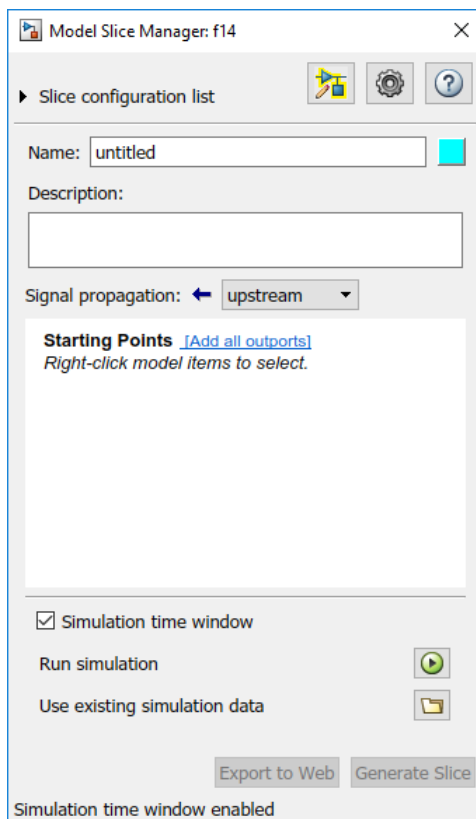 Model Slice Manager: f14
Slice configuration list
Name: untitled
Description:
Signal propagation: upstream
Starting Points [Add all outports]
Right-click model items to select.
Simulation time window
Run simulation
Use existing simulation data
Export to Web Generate Slice
Simulation time window enabled